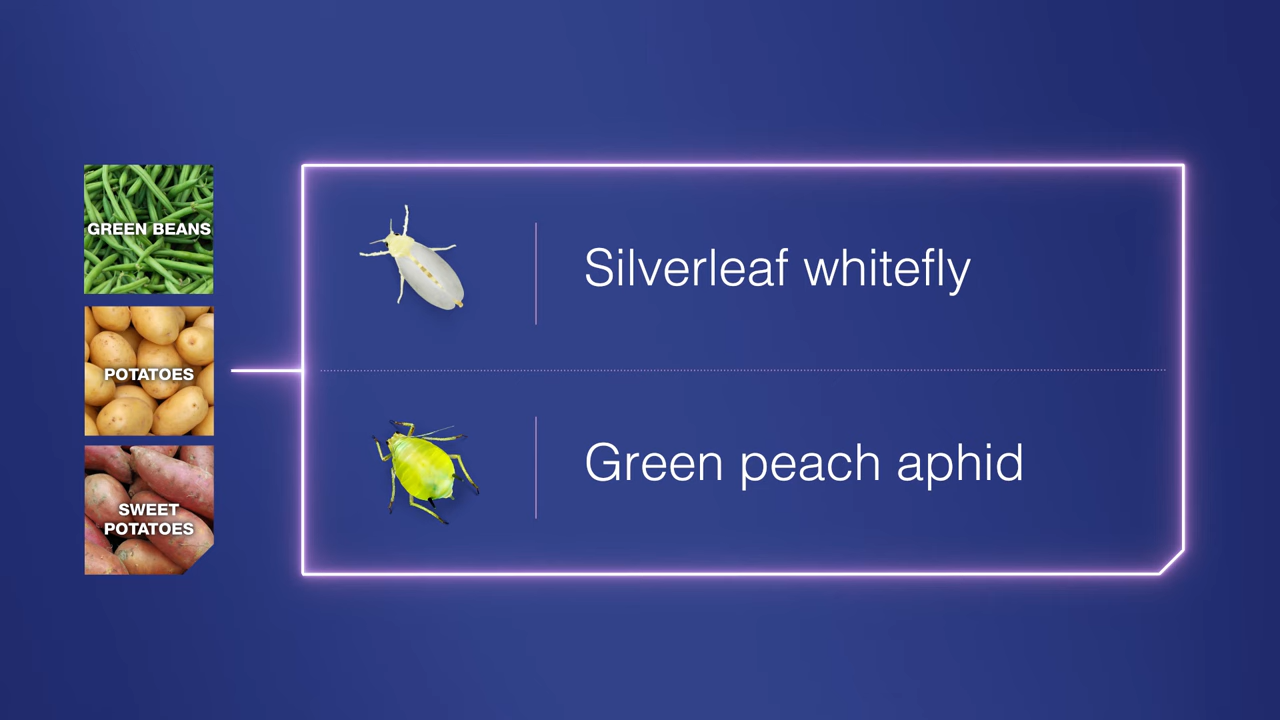 GREEN BEANS
POTATOES
SWEET
POTATOES
Silverleaf whitefly
Green peach aphid